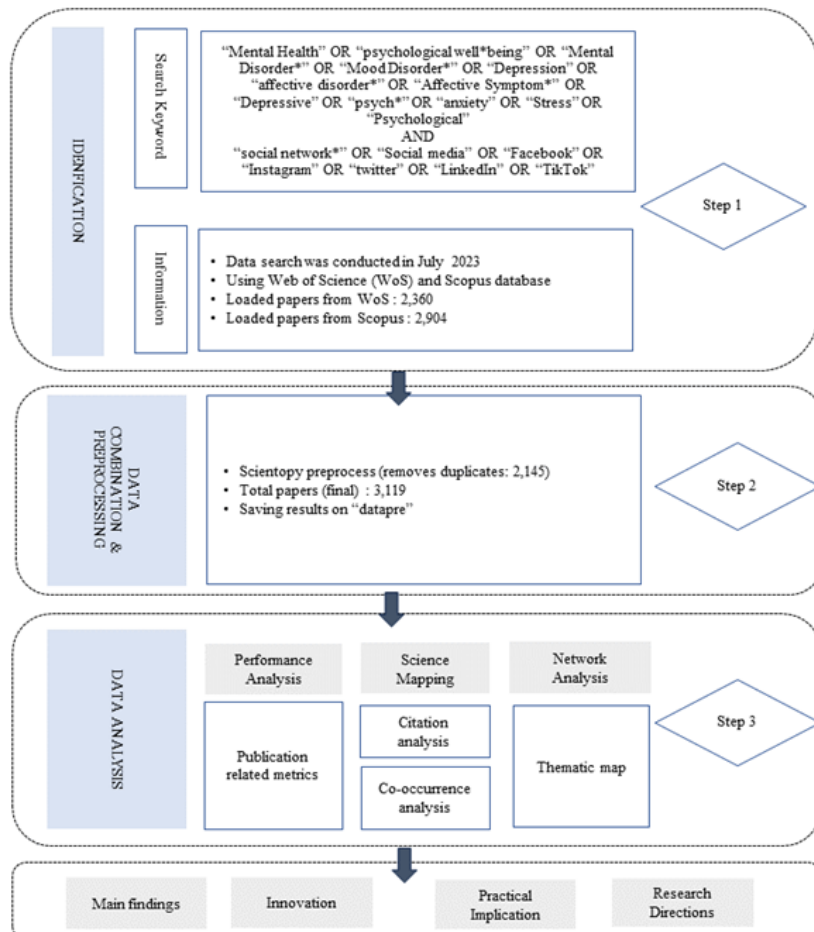 IDENFICATION
Search Keyword
“Mental Health” OR “psychological well*being” OR “Mental
Disorder*” OR “Mood Disorder*” OR “Depression” OR
“affective disorder*” OR “Affective Symptom*” OR
“Depressive” OR “psych*” OR “anxiety” OR “Stress” OR
“Psychological”
AND
“social network*” OR “Social media” OR “Facebook” OR
“Instagram” OR “twitter” OR “LinkedIn” OR “TikTok”
Step 1
Information
• Data search was conducted in July 2023
• Using Web of Science (WoS) and Scopus database
• Loaded papers from WoS : 2,360
• Loaded papers from Scopus : 2,904
DATA
COMBINATION &
PREPROCESSING
• Scientopy preprocess (removes duplicates: 2,145)
• Total papers (final) : 3,119
• Saving results on “datapre”
Step 2
DATA ANALYSIS
Performance
Analysis
Science
Mapping
Network
Analysis
Publication
related metrics
Citation
analysis
Co-occurrence
analysis
Thematic map
Step 3
Main findings
Innovation
Practical
Implication
Research
Directions